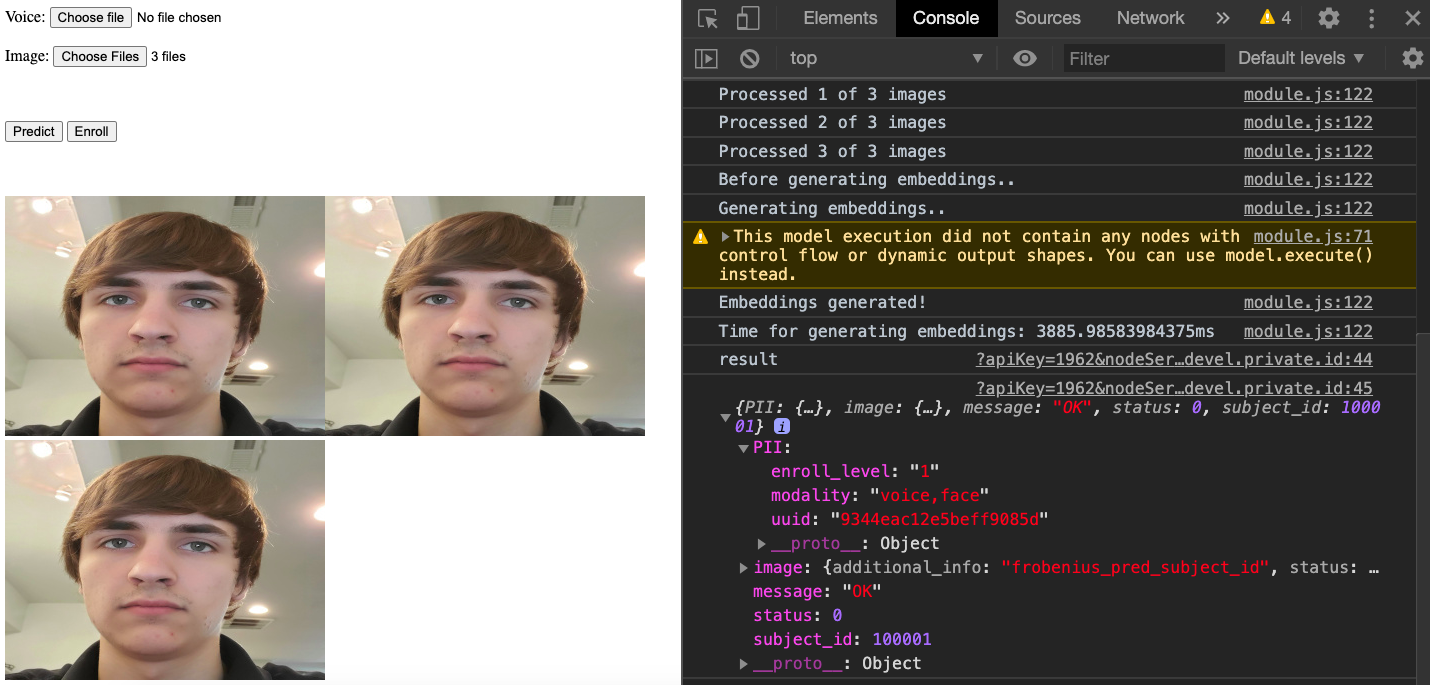 Voice: Choose file No file chosen
Image: Choose Files 3 files
Predict Enroll
Elements Console Sources Network » 4
top ▼ Filter Default levels ▼
Processed 1 of 3 images module.js:122
Processed 2 of 3 images module.js:122
Processed 3 of 3 images module.js:122
Before generating embeddings.. module.js:122
Generating embeddings.. module.js:122
▶This model execution did not contain any nodes with module.js:71
control flow or dynamic output shapes. You can use model.execute()
instead.
Embeddings generated! module.js:122
Time for generating embeddings: 3885.98583984375ms module.js:122
result ?apiKey=1962&nodeSer…devel.private.id:44
?apiKey=1962&nodeSer…devel.private.id:45
{PII: {…}, image: {…}, message: "OK", status: 0, subject_id: 1000
▼ 01} i
▼PII:
enroll_level: "1"
modality: "voice,face"
uuid: "9344eac12e5beff9085d"
▶__proto__: Object
▶image: {additional_info: "frobenius_pred_subject_id", status: …
message: "OK"
status: 0
subject_id: 100001
▶__proto__: Object